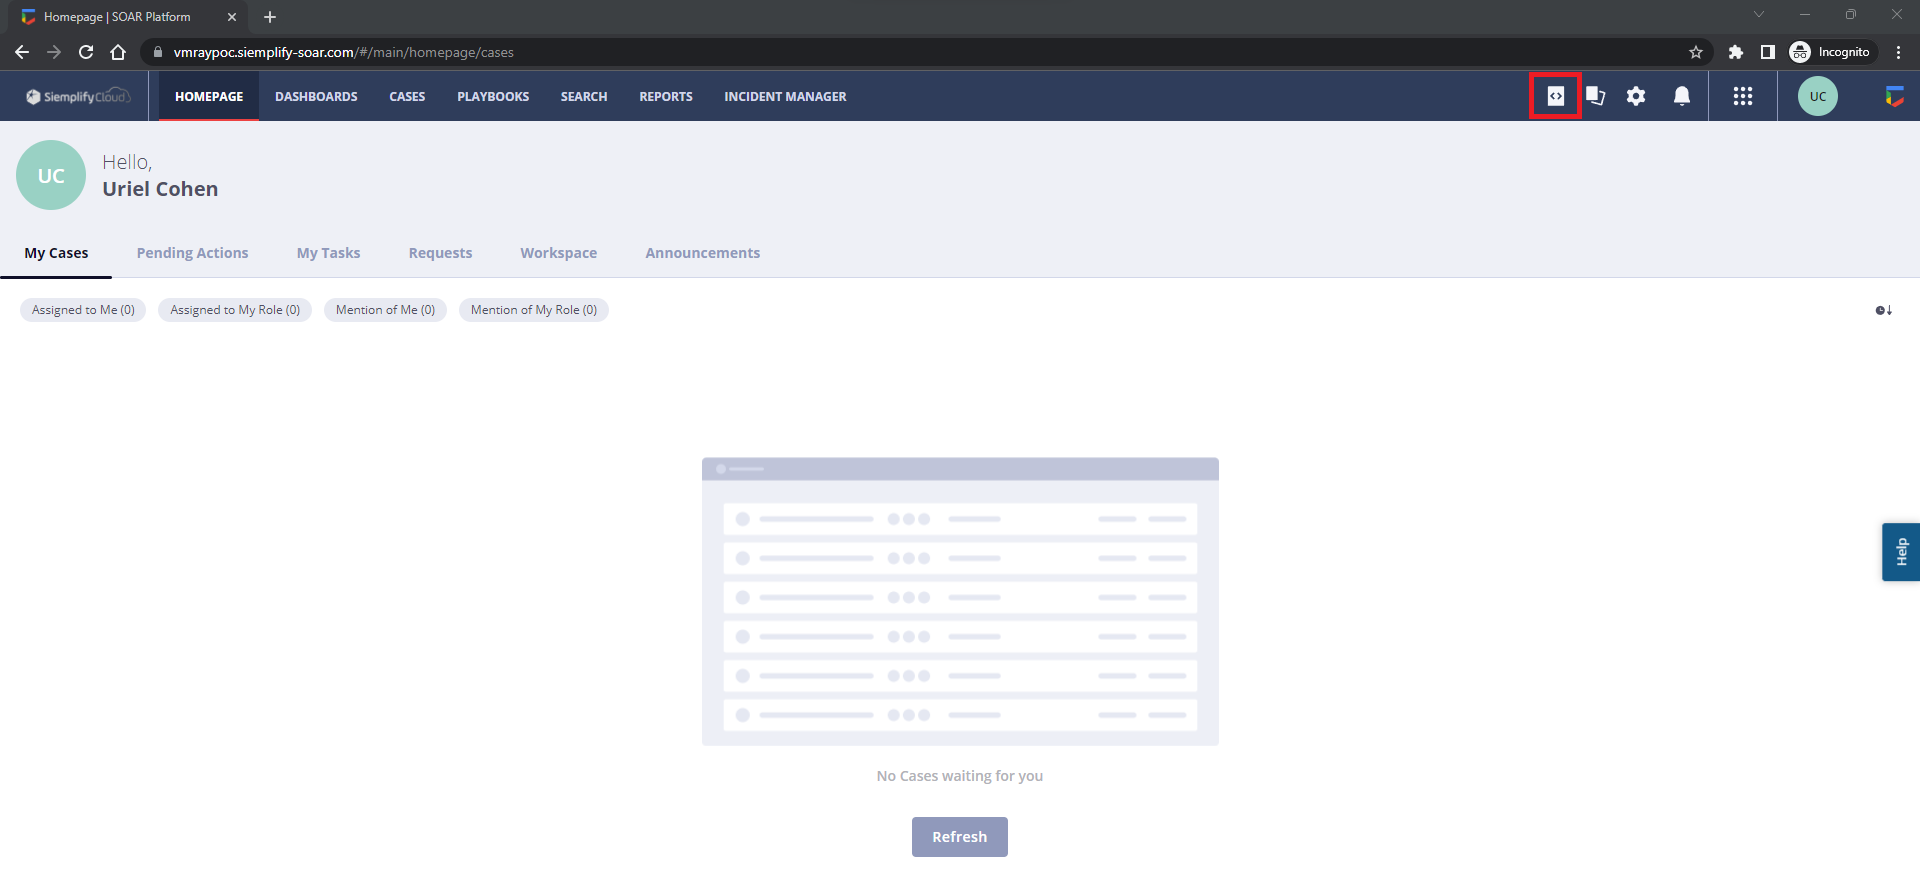 Homepage | SOAR Platform
vmraypoc.siemplify-soar.com/#/main/homepage/cases
Incognito
SiemplifyCloud
HOMEPAGE
DASHBOARDS
CASES
PLAYBOOKS
SEARCH
REPORTS
INCIDENT MANAGER
UC
UC
Hello,
Uriel Cohen
My Cases
Pending Actions
My Tasks
Requests
Workspace
Announcements
Assigned to Me (0)
Assigned to My Role (0)
Mention of Me (0)
Mention of My Role (0)
Help
No Cases waiting for you
Refresh